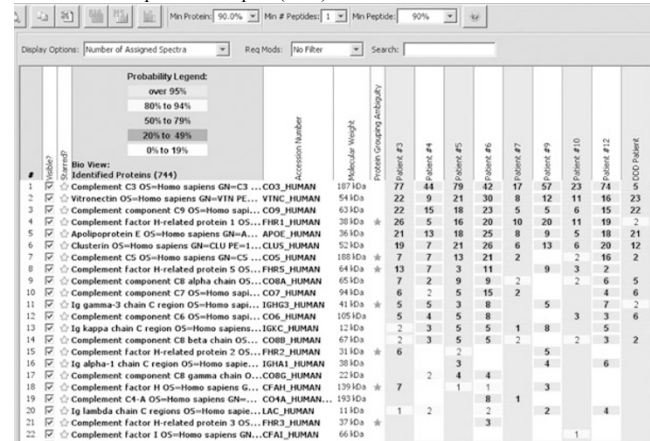 Min Protein: 90.0% Min # Peptides: 1 Min Peptide: 90%
Display Options: Number of Assigned Spectra Req Mods: No Filter Search:
Probability Legend:
over 95%
80% to 94%
50% to 79%
20% to 49%
0% to 19%
Bio View:
# Visible? Starred? Identified Proteins (744) Accession Number Molecular Weight Protein Grouping Ambiguity Patient #3 Patient #4 Patient #5 Patient #6 Patient #7 Patient #9 Patient #10 Patient #12 DDD Patient
1 Complement C3 OS=Homo sapiens GN=C3 ... CO3_HUMAN 187 kDa 77 44 79 42 17 57 23 74 5
2 Vitronectin OS=Homo sapiens GN=VTN PE... VTNC_HUMAN 54 kDa 22 9 21 30 8 12 11 16 23
3 Complement component C9 OS=Homo sapi... CO9_HUMAN 63 kDa 22 15 18 23 5 5 6 15 22
4 Complement factor H-related protein 1 OS... FHR1_HUMAN 38 kDa 26 5 16 20 10 20 11 19 2
5 Apolipoprotein E OS=Homo sapiens GN=A... APOE_HUMAN 36 kDa 21 13 18 25 8 9 5 18 21
6 Clusterin OS=Homo sapiens GN=CLU PE=1... CLUS_HUMAN 52 kDa 19 7 21 26 6 13 6 20 12
7 Complement C5 OS=Homo sapiens GN=C5 ... CO5_HUMAN 188 kDa 7 7 13 21 2 2 16 2
8 Complement factor H-related protein 5 OS... FHR5_HUMAN 64 kDa 13 7 3 11 9 3 2
9 Complement component C8 alpha chain OS... CO8A_HUMAN 65 kDa 7 2 9 9 2 2 6 5
10 Complement component C7 OS=Homo sapi... CO7_HUMAN 94 kDa 6 2 5 15 2 4 6
11 Ig gamma-3 chain C region OS=Homo sapi... IGHG3_HUMAN 41 kDa 5 5 3 8 5 7 2
12 Complement component C6 OS=Homo sapi... CO6_HUMAN 105 kDa 5 4 5 8 3 3 6
13 Ig kappa chain C region OS=Homo sapiens... IGKC_HUMAN 12 kDa 2 3 5 5 1 8 5
14 Complement component C8 beta chain OS... CO8B_HUMAN 67 kDa 2 3 5 5 2 2 3 2
15 Complement factor H-related protein 2 OS... FHR2_HUMAN 31 kDa 6 2 5
16 Ig alpha-1 chain C region OS=Homo sapie... IGHA1_HUMAN 38 kDa 3 4 6
17 Complement component C8 gamma chain O... CO8G_HUMAN 22 kDa 2 4 4
18 Complement factor H OS=Homo sapiens G... CFAH_HUMAN 139 kDa 7 1 1 3
19 Complement C4-A OS=Homo sapiens GN=... CO4A_HUMAN... 193 kDa 8 1
20 Ig lambda chain C regions OS=Homo sapie... LAC_HUMAN 11 kDa 1 2 2 2 4
21 Complement factor H-related protein 3 OS... FHR3_HUMAN 37 kDa 3
22 Complement factor I OS=Homo sapiens GN... CFAI_HUMAN 66 kDa 1